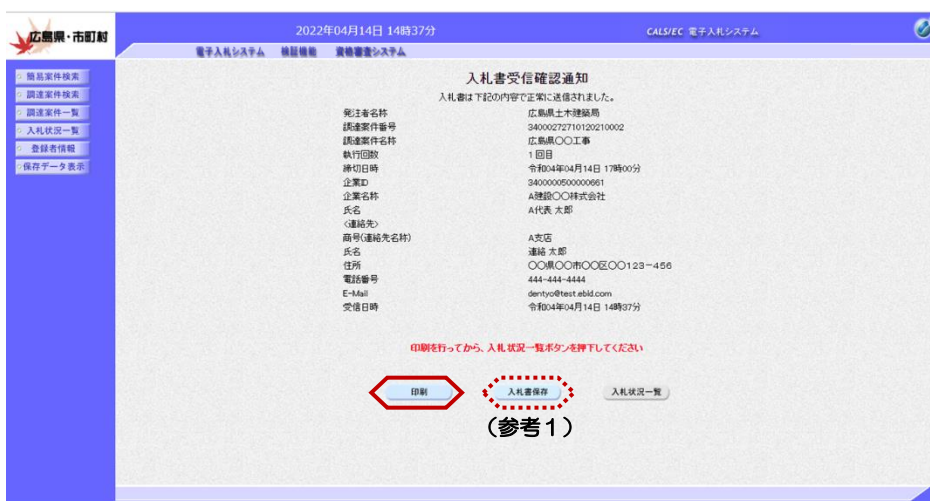 広島県・市町村
2022年04月14日 14時37分
CALS/EC 電子入札システム
電子入札システム 検証機能 資格審査システム
簡易案件検索
調達案件検索
調達案件一覧
入札状況一覧
登録者情報
保存データ表示
入札書受信確認通知
入札書は下記の内容で正常に送信されました。
発注者名称 広島県土木建築局
調達案件番号 34000272710120210002
調達案件名称 広島県〇〇工事
執行回数 1回目
締切日時 令和04年04月14日 17時00分
企業ID 3400000500000661
企業名称 A建設〇〇株式会社
氏名 A代表 太郎
〈連絡先〉
商号(連絡先名称) A支店
氏名 連絡 太郎
住所 〇〇県〇〇市〇〇区〇〇123-456
電話番号 444-444-4444
E-Mail dentyo@test.ebid.com
受信日時 令和04年04月14日 14時37分
印刷を行ってから、入札状況一覧ボタンを押下してください
印刷 入札書保存 入札状況一覧
(参考1)